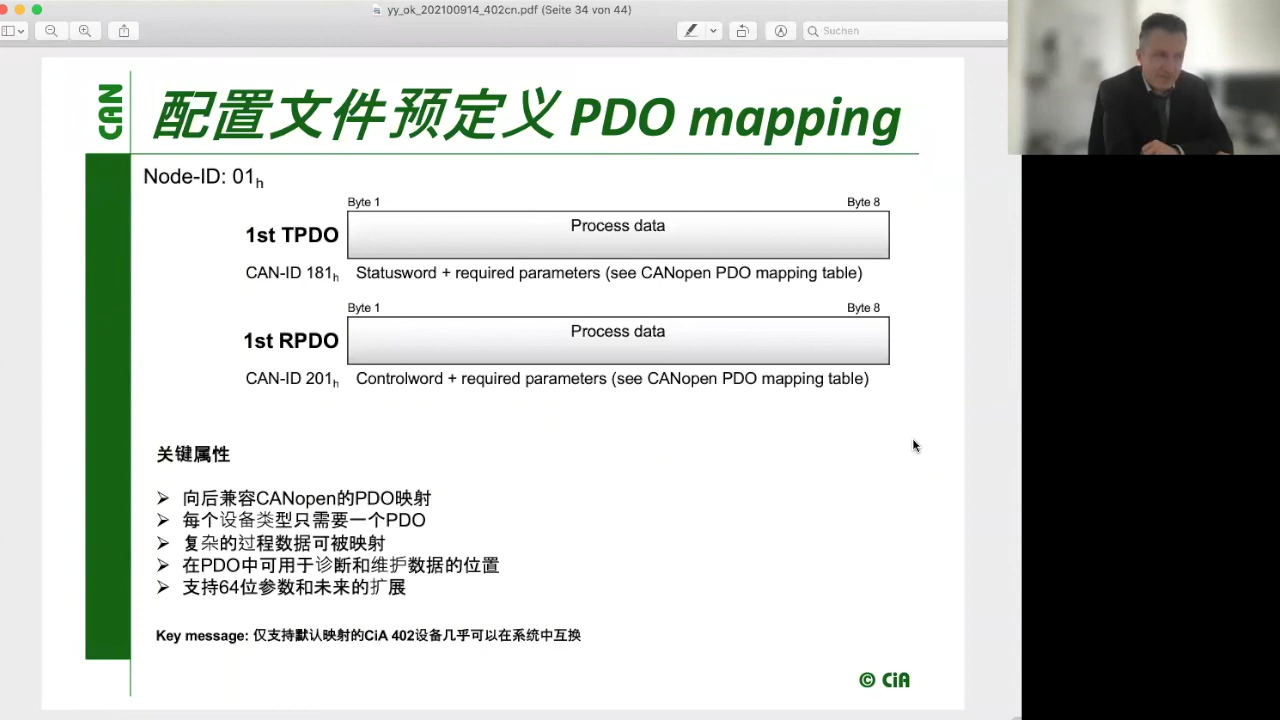 yy_ok_202100914_402cn.pdf (Seite 34 von 44)
Suchen
CAN
配置文件预定义 PDO mapping
Node-ID: 01h
Byte 1 Byte 8
Process data
1st TPDO
CAN-ID 181h Statusword + required parameters (see CANopen PDO mapping table)
Byte 1 Byte 8
Process data
1st RPDO
CAN-ID 201h Controlword + required parameters (see CANopen PDO mapping table)
关键属性
➢ 向后兼容CANopen的PDO映射
➢ 每个设备类型只需要一个PDO
➢ 复杂的过程数据可被映射
➢ 在PDO中可用于诊断和维护数据的位置
➢ 支持64位参数和未来的扩展
Key message: 仅支持默认映射的CiA 402设备几乎可以在系统中互换
© CiA